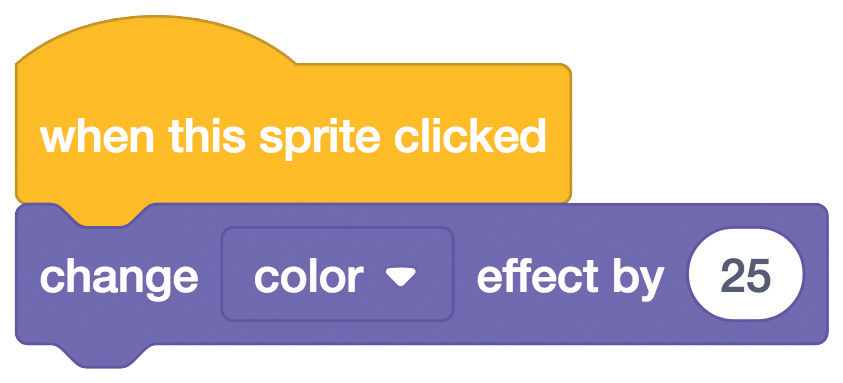 when this sprite clicked
change color effect by 25